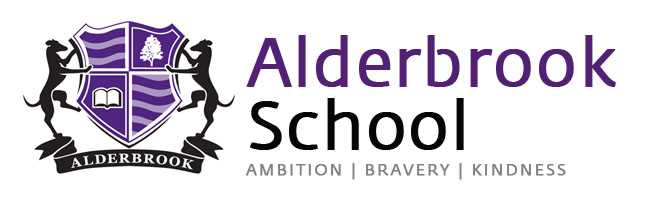 Alderbrook
School
AMBITION | BRAVERY | KINDNESS
ALDERBROOK